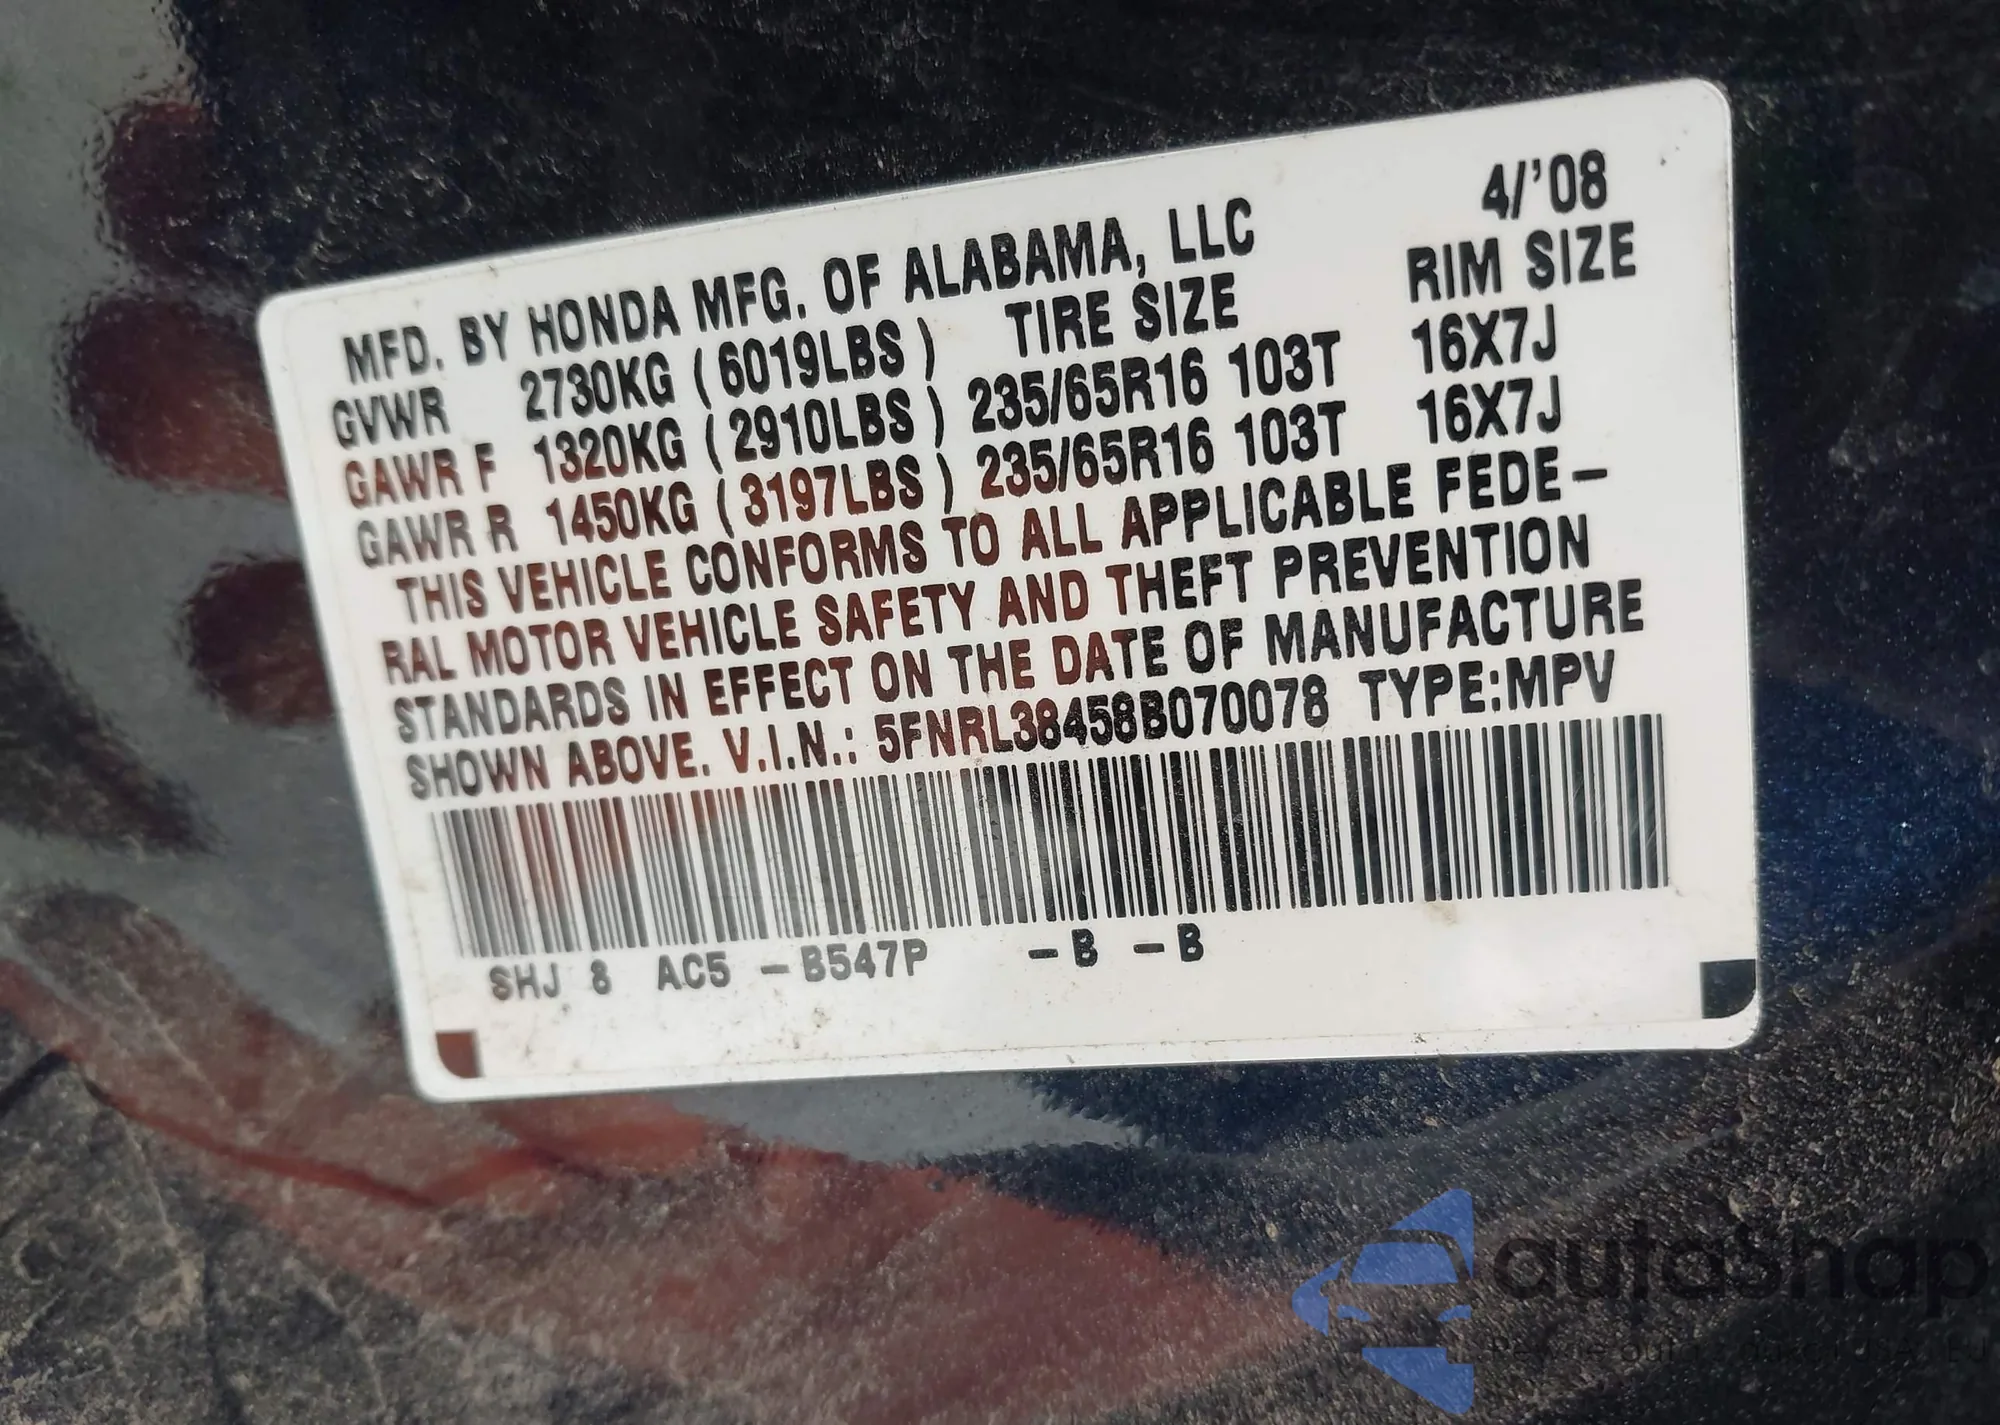 4/'08
MFD. BY HONDA MFG. OF ALABAMA, LLC RIM SIZE
GVWR 2730KG (6019LBS) TIRE SIZE 16X7J
GAWR F 1320KG (2910LBS) 235/65R16 103T 16X7J
GAWR R 1450KG (3197LBS) 235/65R16 103T
THIS VEHICLE CONFORMS TO ALL APPLICABLE FEDE-
RAL MOTOR VEHICLE SAFETY AND THEFT PREVENTION
STANDARDS IN EFFECT ON THE DATE OF MANUFACTURE
SHOWN ABOVE. V.I.N.: 5FNRL38458B070078 TYPE:MPV
SHJ 8 AC5 -B547P -B -B
autoSnap